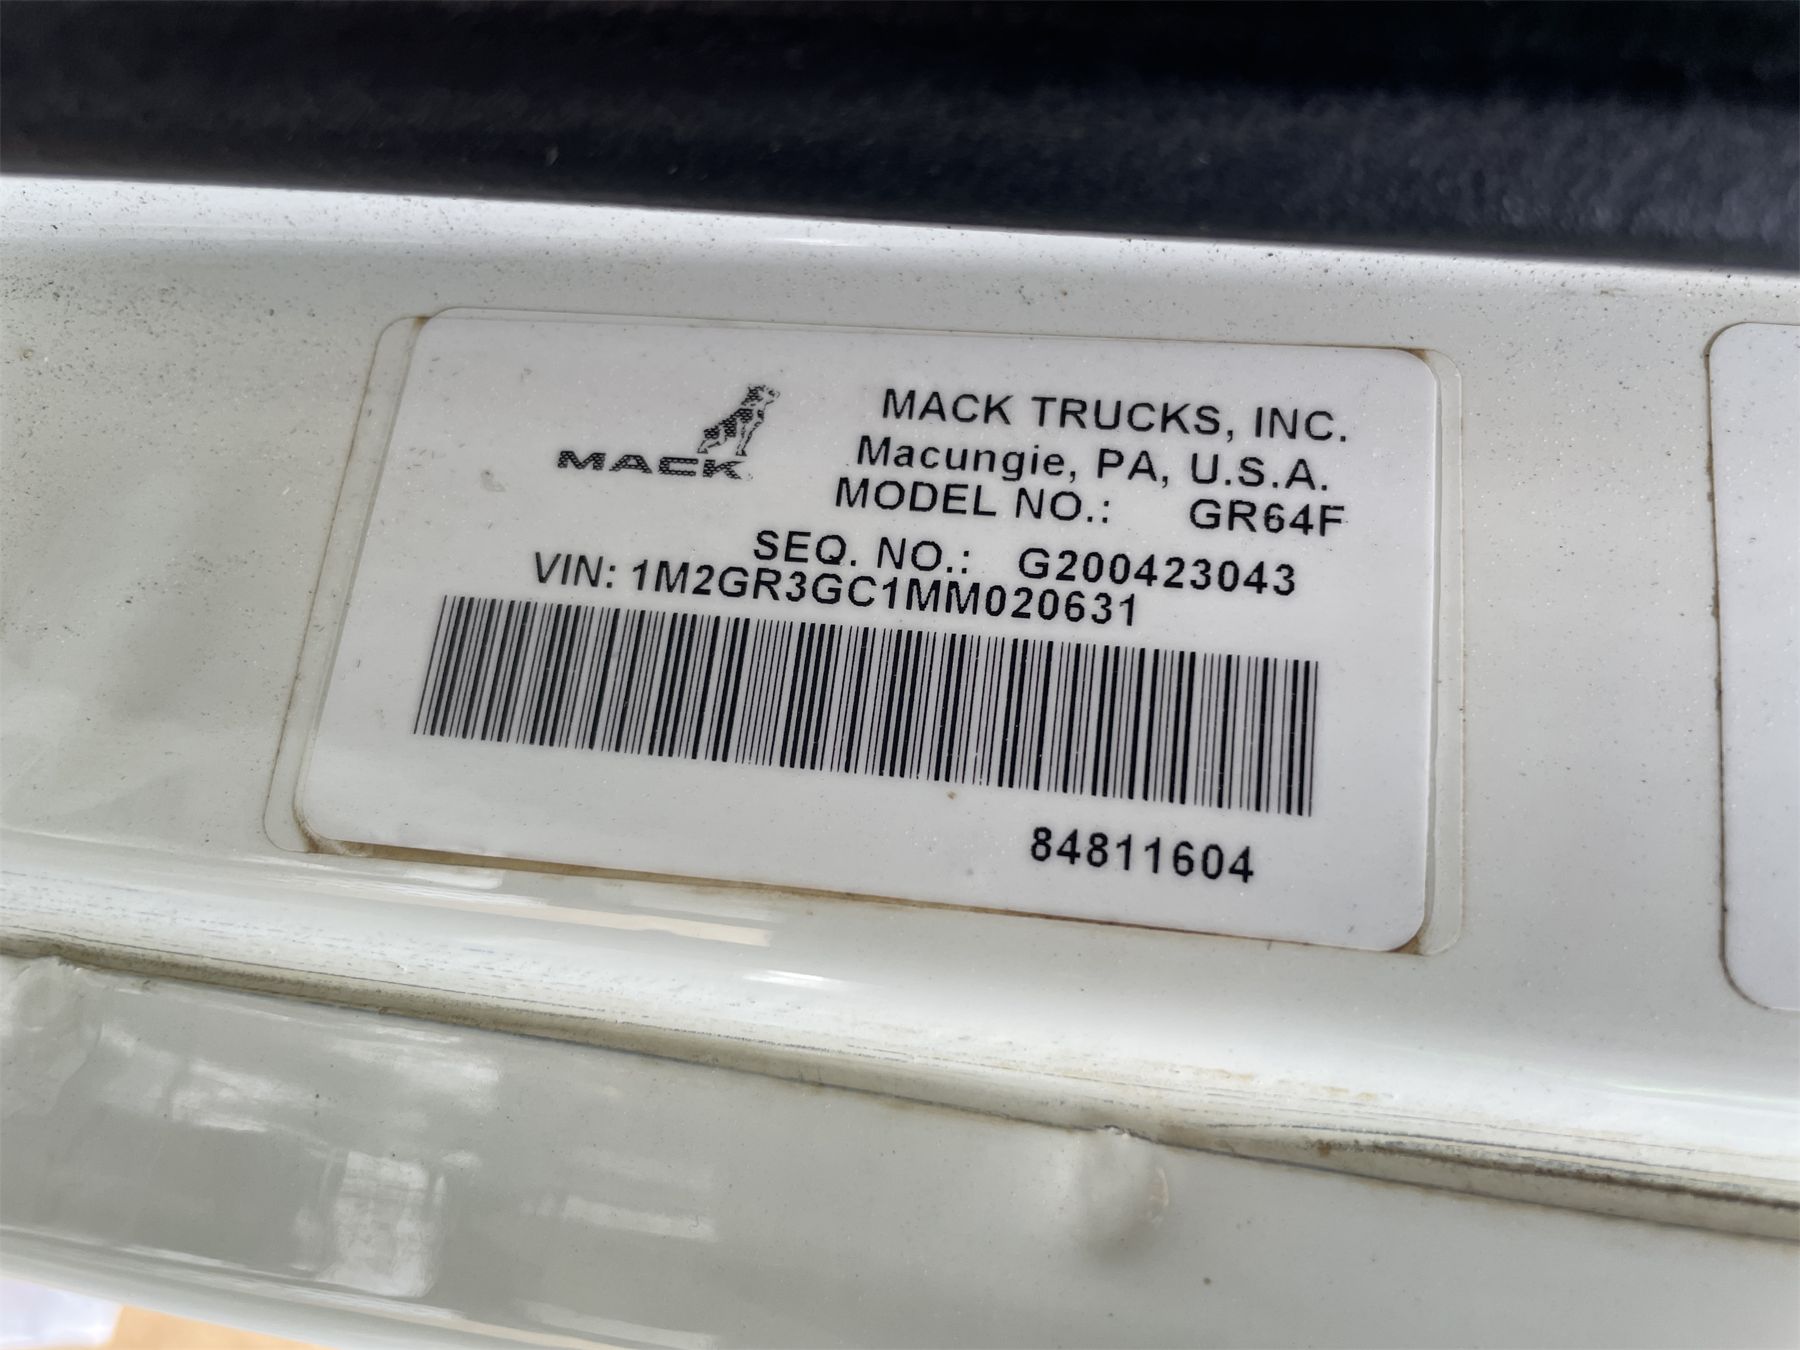 MACK
MACK TRUCKS, INC.
Macungie, PA, U.S.A.
MODEL NO.: GR64F
SEQ. NO.: G200423043
VIN: 1M2GR3GC1MM020631
84811604